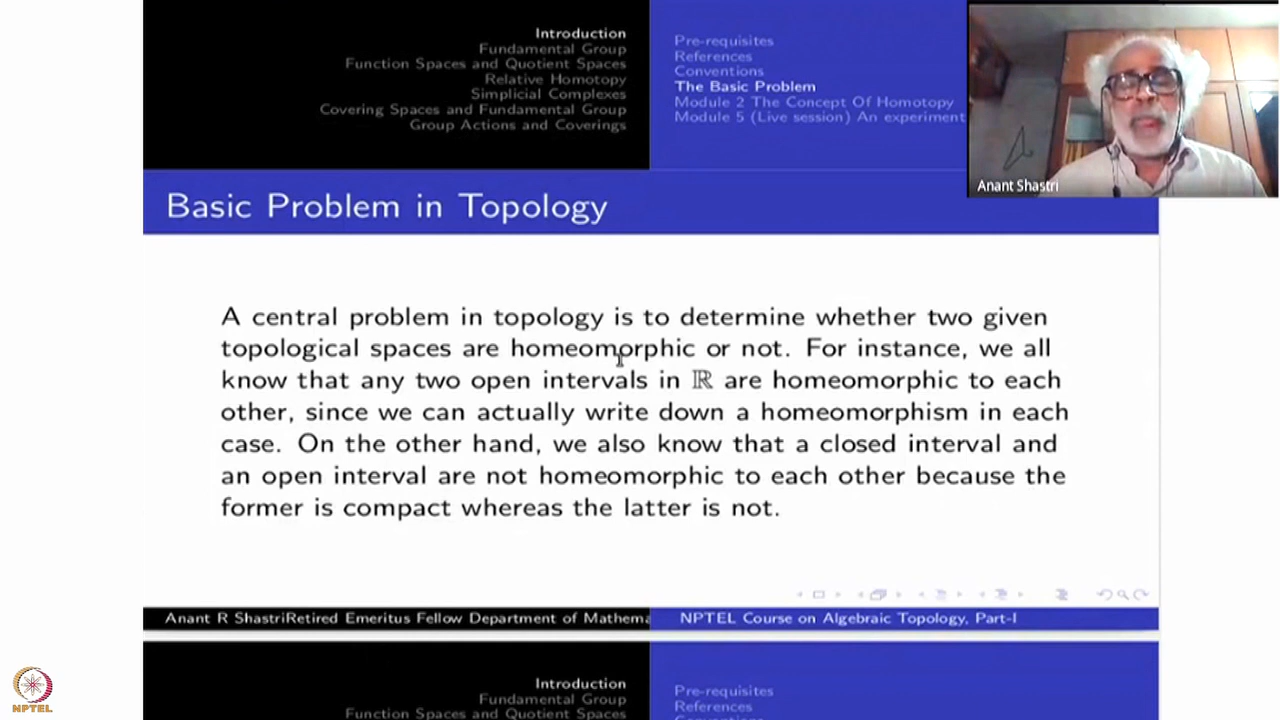 Introduction
Fundamental Group
Function Spaces and Quotient Spaces
Relative Homotopy
Simplicial Complexes
Covering Spaces and Fundamental Group
Group Actions and Coverings
Pre-requisites
References
Conventions
The Basic Problem
Module 2 The Concept Of Homotopy
Module 5 (Live session) An experiment
Anant Shastri
Basic Problem in Topology
A central problem in topology is to determine whether two given
topological spaces are homeomorphic or not. For instance, we all
know that any two open intervals in ℝ are homeomorphic to each
other, since we can actually write down a homeomorphism in each
case. On the other hand, we also know that a closed interval and
an open interval are not homeomorphic to each other because the
former is compact whereas the latter is not.
Anant R ShastriRetired Emeritus Fellow Department of Mathema
NPTEL Course on Algebraic Topology, Part-I
Introduction
Fundamental Group
Function Spaces and Quotient Spaces
Pre-requisites
References
NPTEL